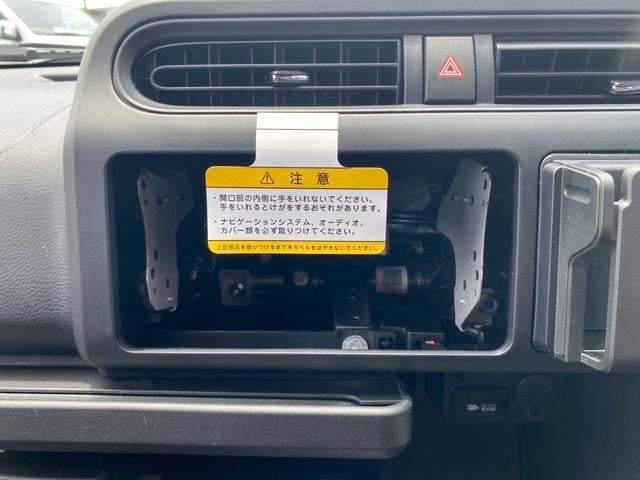 注意
・開口部の内側に手をいれないでください。
手をいれるとけがをするおそれがあります。
・ナビゲーションシステム、オーディオ、
カバー類を必ず取りつけてください。
上記部品を取りつけるまで本ラベルをはがさないでください。